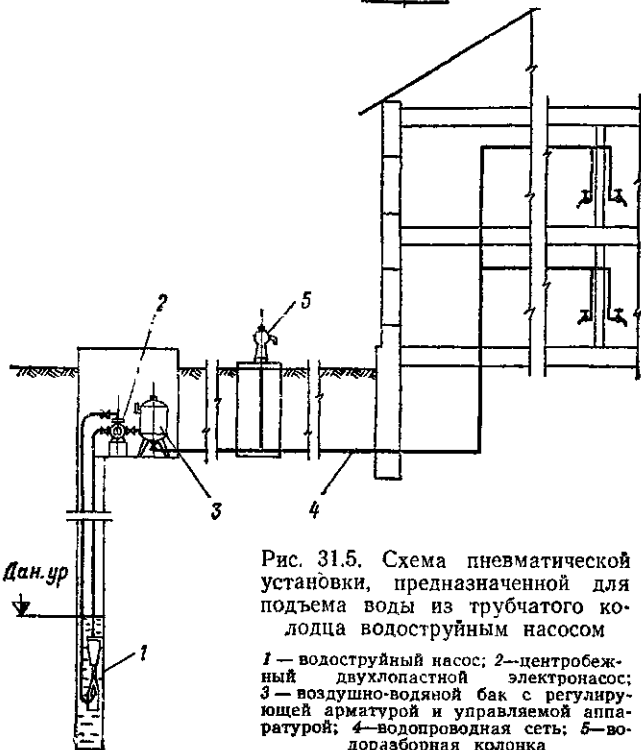 2
5
3
4
Дин. ур
1
Рис. 31.5. Схема пневматической
установки, предназначенной для
подъема воды из трубчатого ко-
лодца водоструйным насосом
1 — водоструйный насос; 2—центробеж-
ный двухлопастной электронасос;
3 — воздушно-водяной бак с регулирую-
щей арматурой и управляемой аппа-
ратурой; 4—водопроводная сеть; 5—во-
доразборная колонка